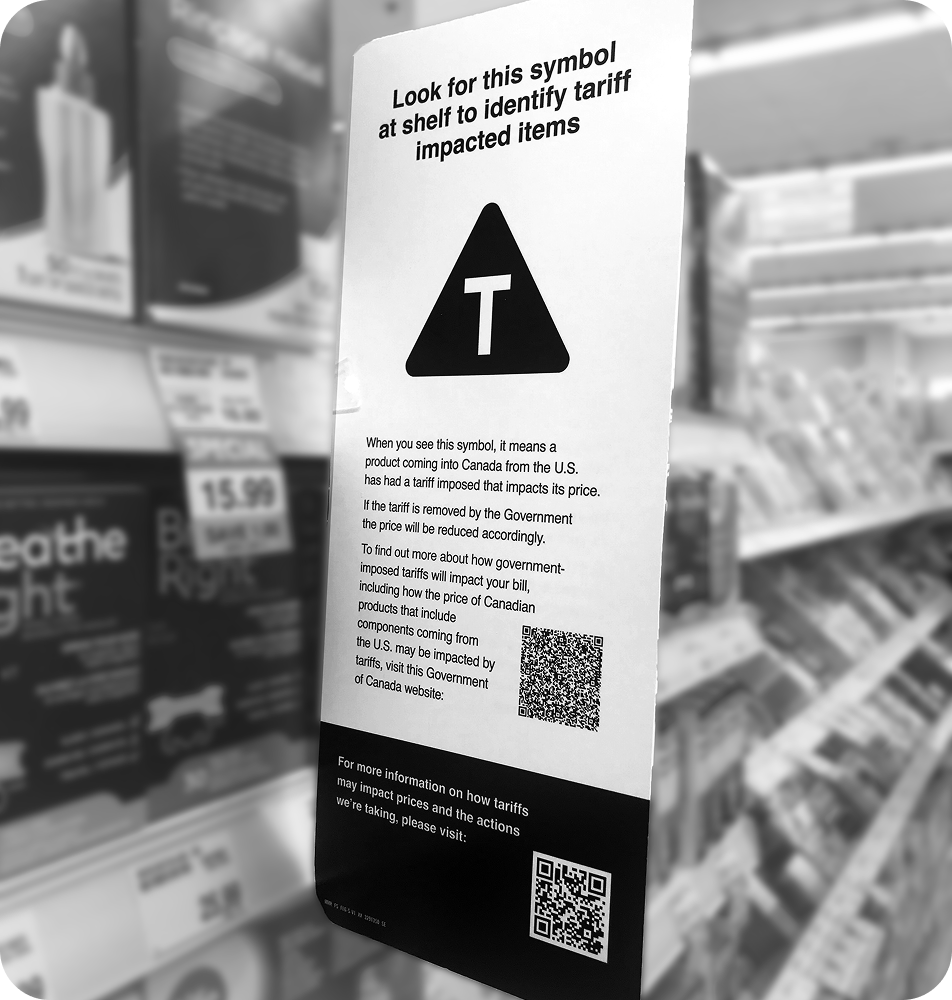 Look for this symbol
at shelf to identify tariff
impacted items
T
When you see this symbol, it means a
product coming into Canada from the U.S.
has had a tariff imposed that impacts its price.
If the tariff is removed by the Government
the price will be reduced accordingly.
To find out more about how government-
imposed tariffs will impact your bill,
including how the price of Canadian
products that include
components coming from
the U.S. may be impacted by
tariffs, visit this Government
of Canada website:
For more information on how tariffs
may impact prices and the actions
we're taking, please visit:
.99
SPECIAL
15.99
eathe
ght
Right